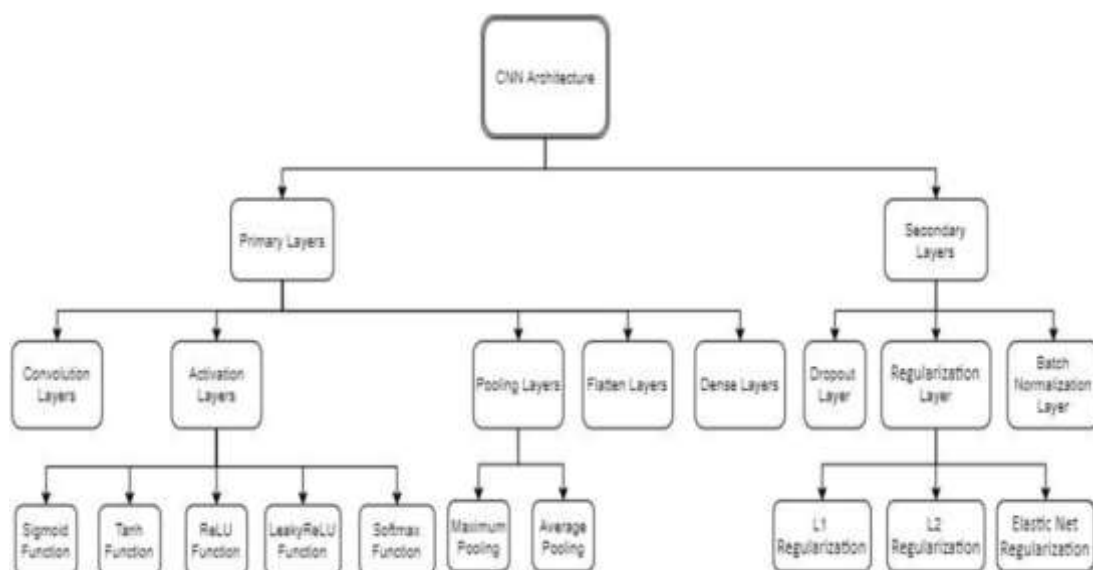 CNN Architecture
Primary Layers
Secondary
Layers
Convolution
Layers
Activation
Layers
Pooling Layers
Flatten Layers
Dense Layers
Dropout
Layer
Regularization
Layer
Batch
Normalization
Layer
Sigmoid
Function
Tanh
Function
ReLU
Function
LeakyReLU
Function
Softmax
Function
Maximum
Pooling
Average
Pooling
L1
Regularization
L2
Regularization
Elastic Net
Regularization